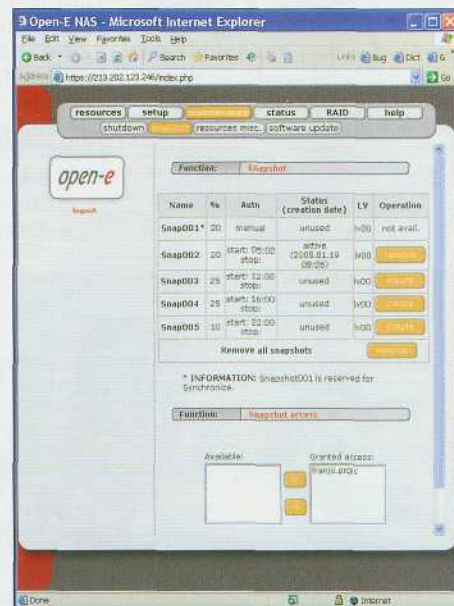 Open-E NAS - Microsoft Internet Explorer
File Edit View Favorites Tools Help
Back Search Favorites
Links Bug Dict G
Address https://213.202.123.246/index.php Go
resources setup maintenance status RAID help
shutdown snapshot resources misc. software update
open-e
logout
Function: Snapshot
Name % Auto Status (creation date) LV Operation
Snap001* 20 manual unused lv00 not avail.
Snap002 20 start: 05:00 stop: active lv00 remove
Snap003 25 start: 12:00 stop: unused lv00 create
Snap004 25 start: 16:00 stop: unused lv00 create
Snap005 10 start: 22:00 stop: unused lv00 create
Remove all snapshots remove
* INFORMATION: Snapshot001 is reserved for
Synchronize.
Function: Snapshot access
Available: Granted access:
Done Internet